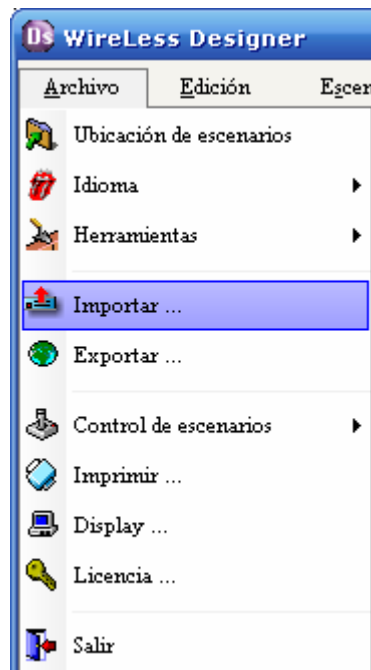 Ds WireLess Designer
Archivo Edición Escen
Ubicación de escenarios
Idioma
Herramientas
Importar ...
Exportar ...
Control de escenarios
Imprimir ...
Display ...
Licencia ...
Salir